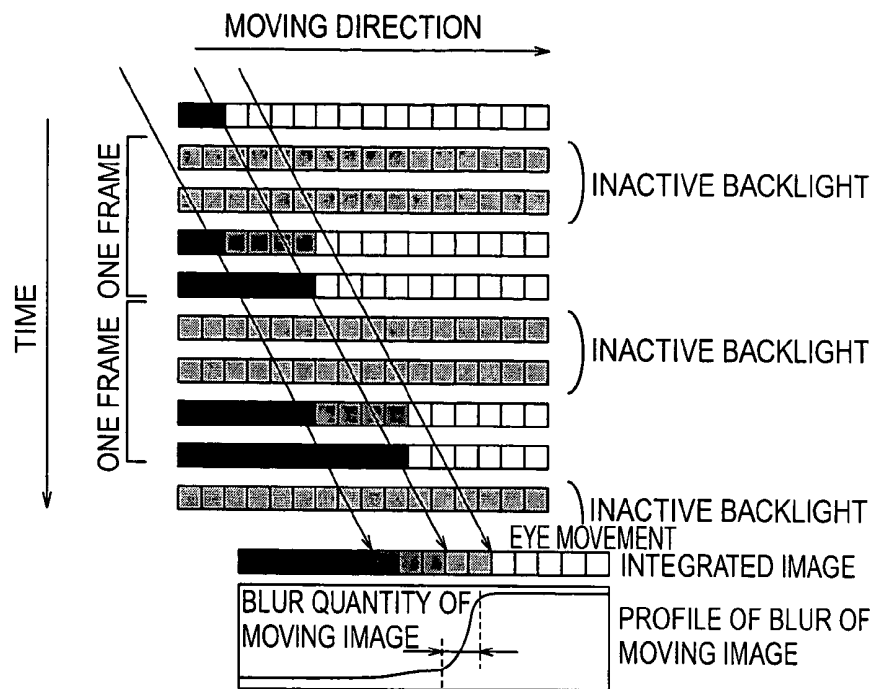 MOVING DIRECTION
TIME
ONE FRAME
ONE FRAME
INACTIVE BACKLIGHT
INACTIVE BACKLIGHT
INACTIVE BACKLIGHT
EYE MOVEMENT
INTEGRATED IMAGE
BLUR QUANTITY OF
MOVING IMAGE
PROFILE OF BLUR OF
MOVING IMAGE